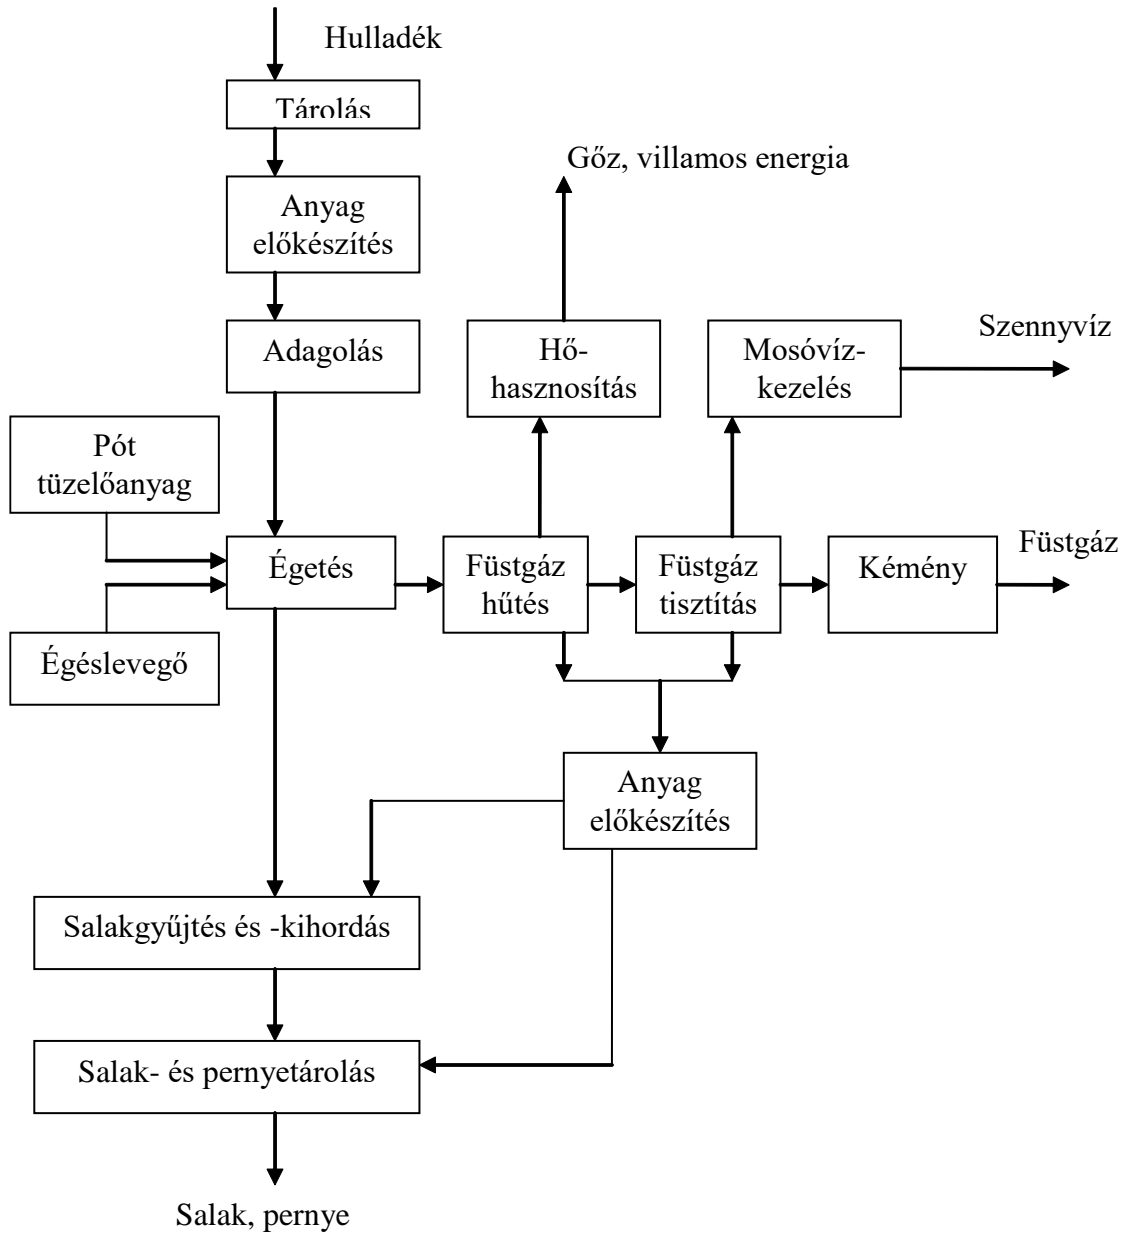 Hulladék
Tárolás
Gőz, villamos energia
Anyag
előkészítés
Szennyvíz
Adagolás
Hő-
hasznosítás
Mosóvíz-
kezelés
Pót
tüzelőanyag
Égetés
Füstgáz
hűtés
Füstgáz
tisztítás
Kémény
Füstgáz
Égéslevegő
Anyag
előkészítés
Salakgyűjtés és -kihordás
Salak- és pernyetárolás
Salak, pernye